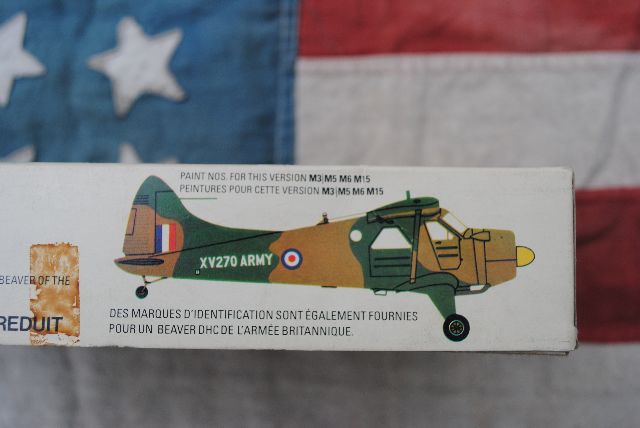 PAINT NOS. FOR THIS VERSION M3|M5 M6 M15
PEINTURES POUR CETTE VERSION M3|M5 M6 M15
XV270 ARMY
BEAVER OF THE
REDUIT
DES MARQUES D'IDENTIFICATION SONT ÉGALEMENT FOURNIES
POUR UN BEAVER DHC DE L'ARMÉE BRITANNIQUE.